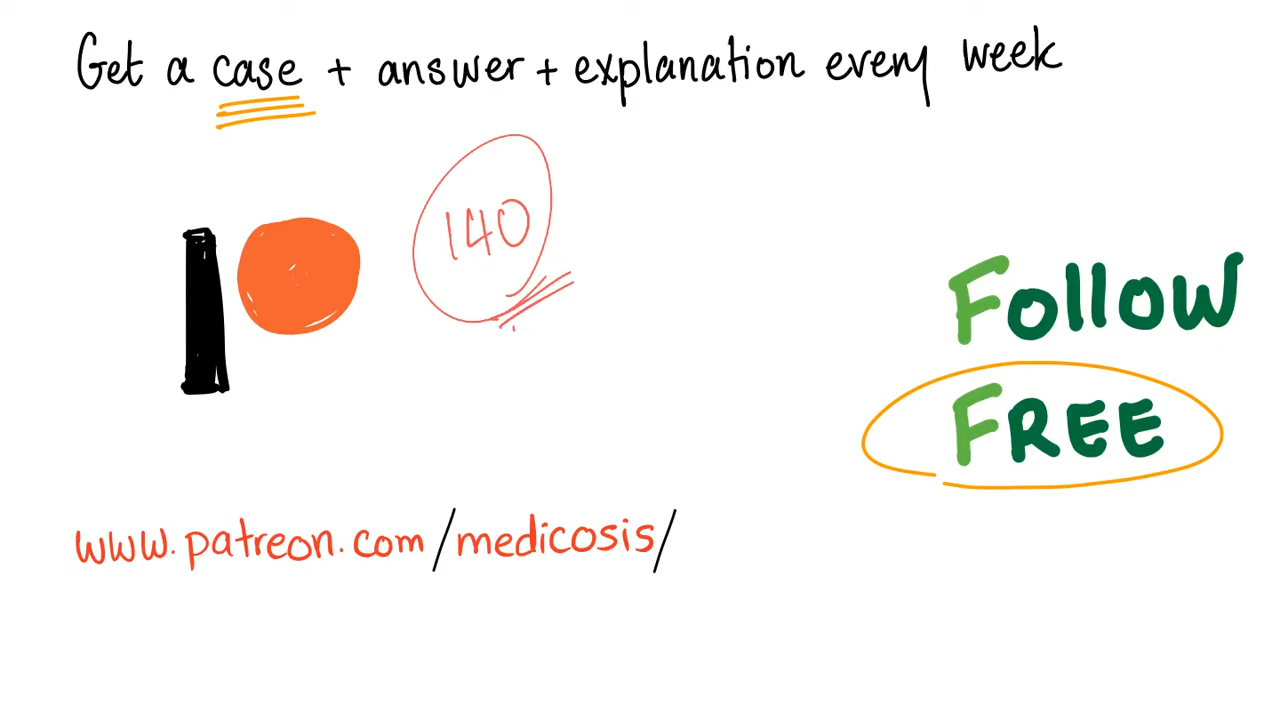 Get a case + answer + explanation every week
140
Follow
FREE
www.patreon.com/medicosis/